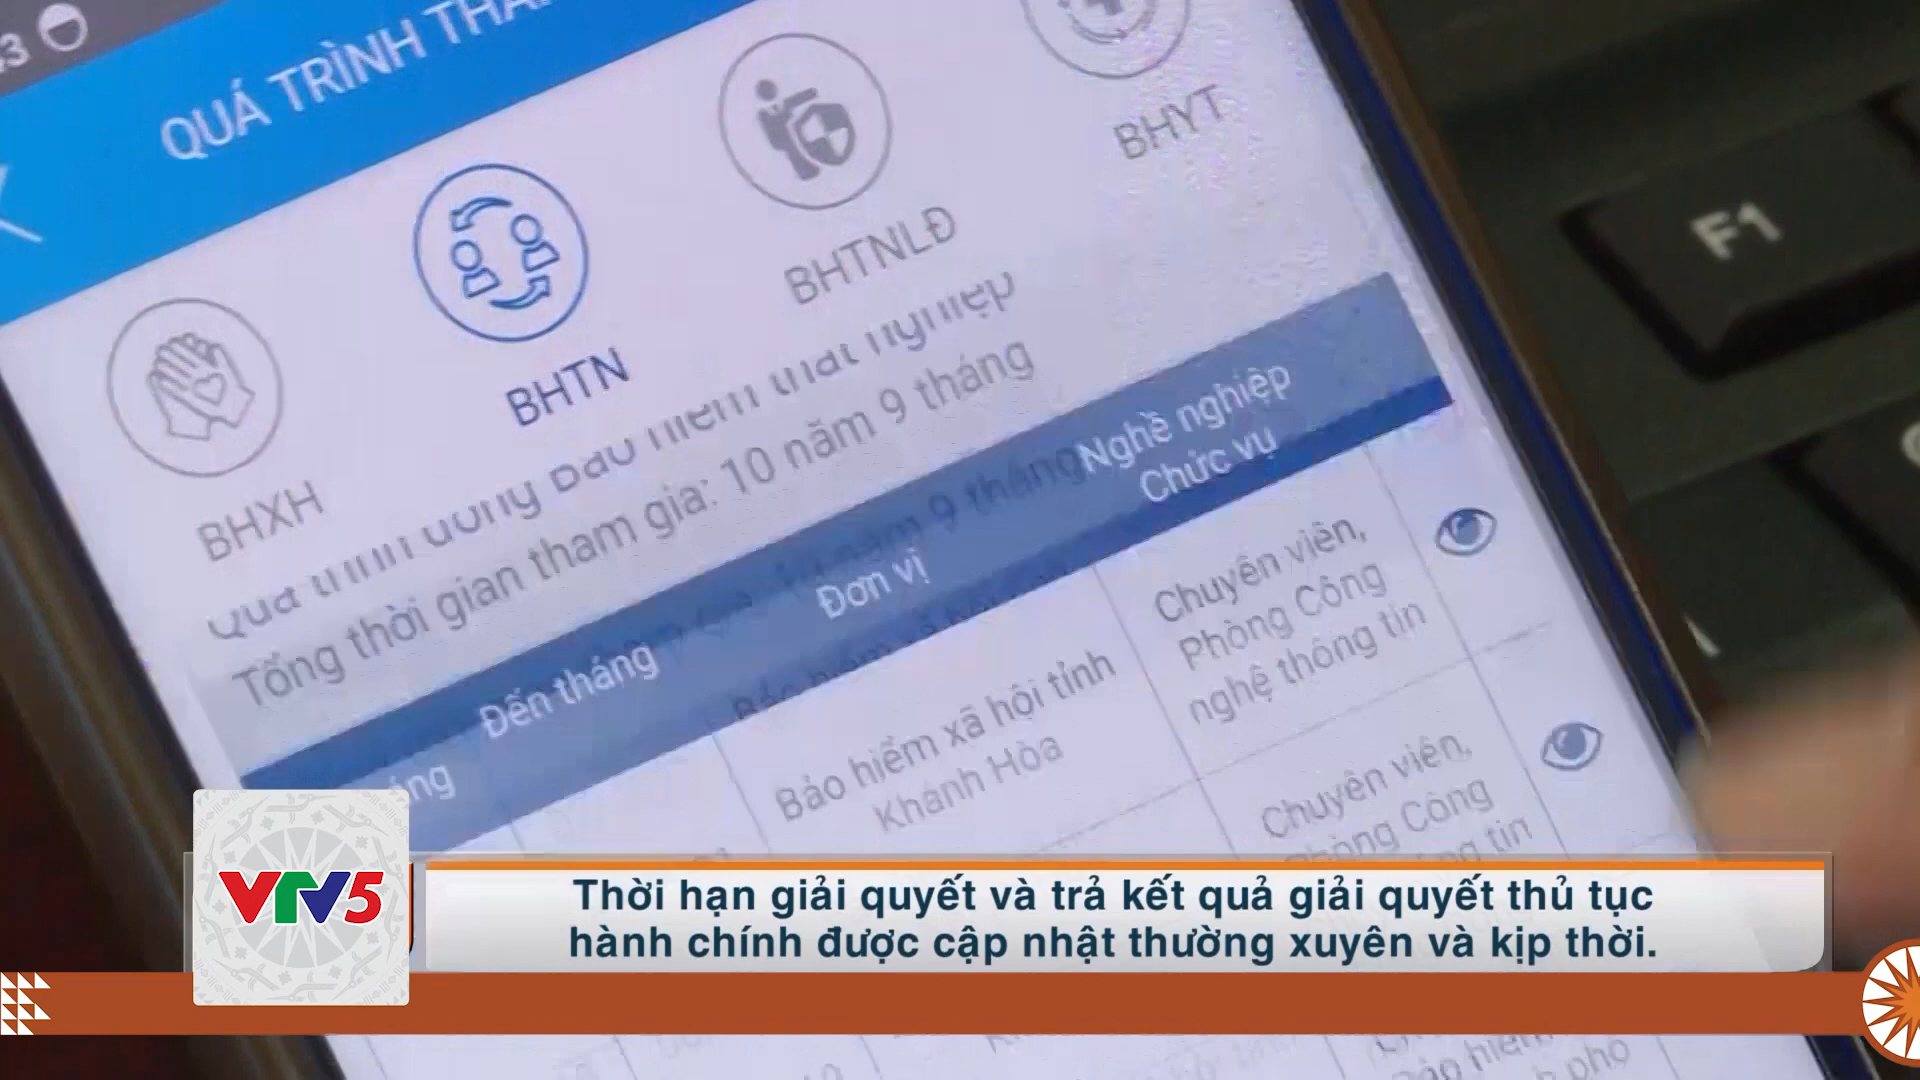 QUÁ TRÌNH
BHXH
BHTN
BHTNLĐ
BHYT
Tổng thời gian tham gia: 10 năm 9 tháng
Đến tháng
Đơn vị
Nghề nghiệp
Chức vụ
Bảo hiểm xã hội tỉnh
Khánh Hòa
Chuyên viên,
Phòng Công
nghệ thông tin
Chuyên viên,
Phòng Công
tin
F1
VTV5
Thời hạn giải quyết và trả kết quả giải quyết thủ tục
hành chính được cập nhật thường xuyên và kịp thời.